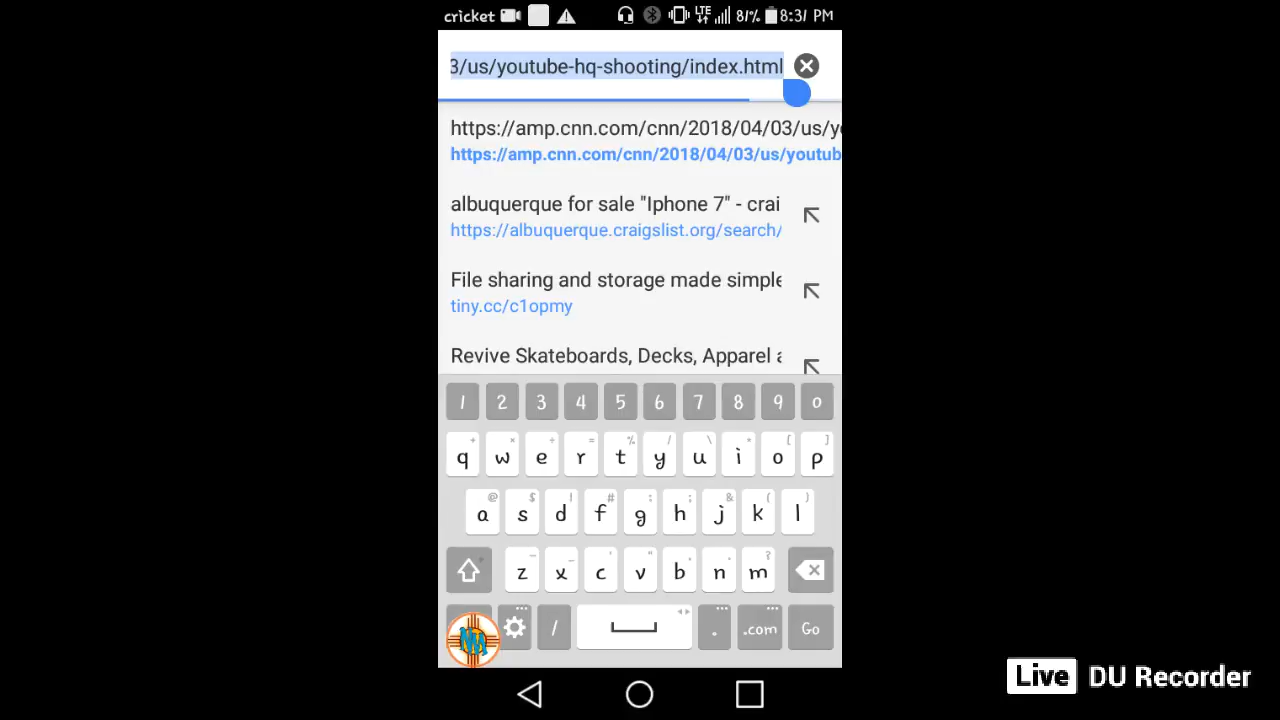 cricket LTE 81% 8:31 PM
3/us/youtube-hq-shooting/index.html
https://amp.cnn.com/cnn/2018/04/03/us/y
https://amp.cnn.com/cnn/2018/04/03/us/youtub
albuquerque for sale "Iphone 7" - crai
https://albuquerque.craigslist.org/search/
File sharing and storage made simple
tiny.cc/c1opmy
Revive Skateboards, Decks, Apparel a
1 2 3 4 5 6 7 8 9 0
q w e r t y u i o p
a s d f g h j k l
z x c v b n m
/ . .com Go
Live DU Recorder